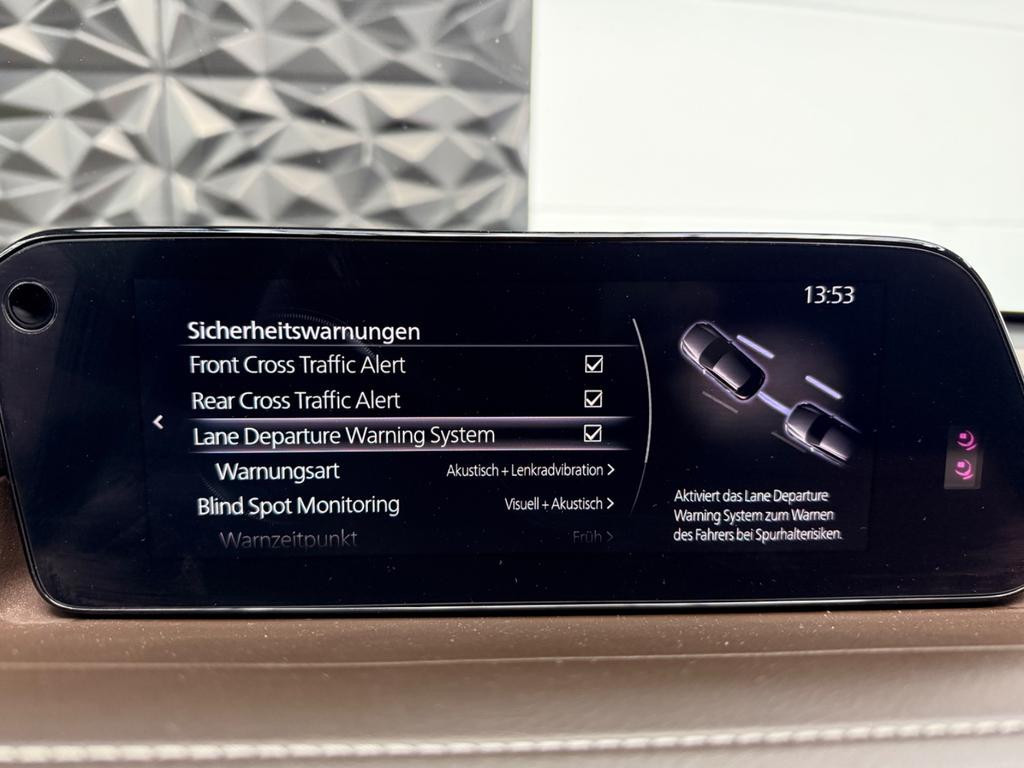 13:53
Sicherheitswarnungen
Front Cross Traffic Alert
Rear Cross Traffic Alert
Lane Departure Warning System
Warnungsart Akustisch + Lenkradvibration >
Blind Spot Monitoring Visuell + Akustisch >
Warnzeitpunkt Früh >
Aktiviert das Lane Departure
Warning System zum Warnen
des Fahrers bei Spurhalterisiken.